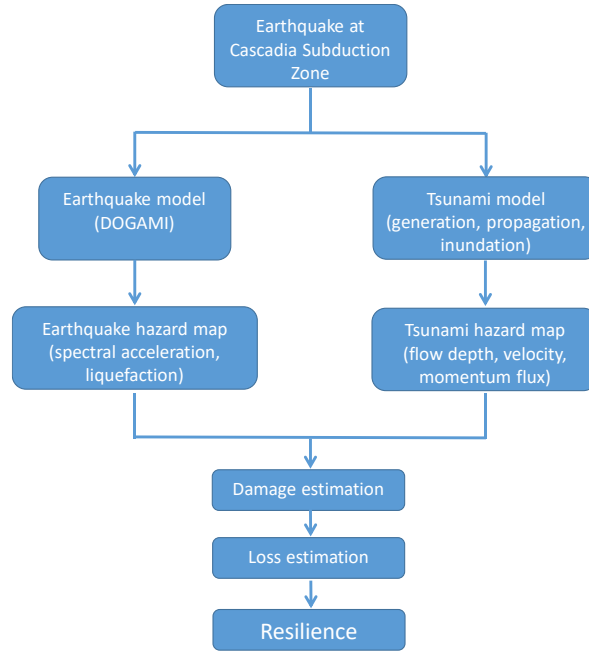 Earthquake at
Cascadia Subduction
Zone
Earthquake model
(DOGAMI)
Tsunami model
(generation, propagation,
inundation)
Earthquake hazard map
(spectral acceleration,
liquefaction)
Tsunami hazard map
(flow depth, velocity,
momentum flux)
Damage estimation
Loss estimation
Resilience